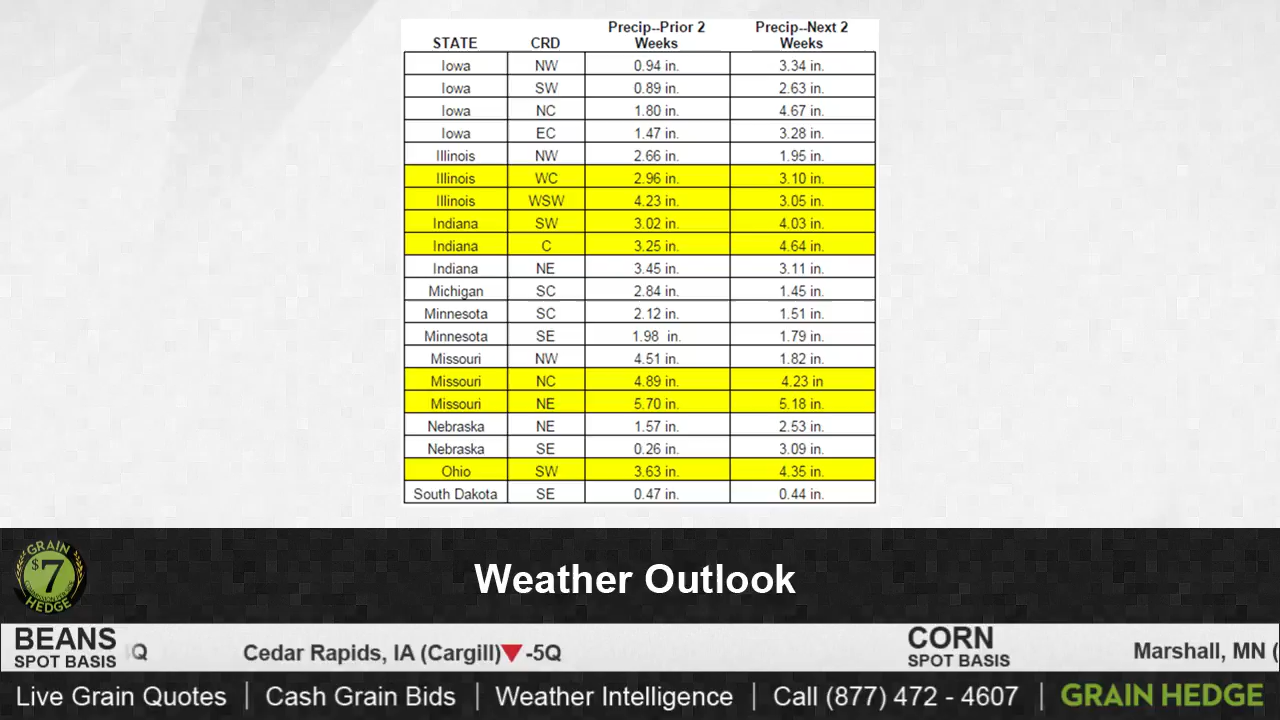 STATE CRD Precip--Prior 2 Weeks Precip--Next 2 Weeks
Iowa NW 0.94 in. 3.34 in.
Iowa SW 0.89 in. 2.63 in.
Iowa NC 1.80 in. 4.67 in.
Iowa EC 1.47 in. 3.28 in.
Illinois NW 2.66 in. 1.95 in.
Illinois WC 2.96 in. 3.10 in.
Illinois WSW 4.23 in. 3.05 in.
Indiana SW 3.02 in. 4.03 in.
Indiana C 3.25 in. 4.64 in.
Indiana NE 3.45 in. 3.11 in.
Michigan SC 2.84 in. 1.45 in.
Minnesota SC 2.12 in. 1.51 in.
Minnesota SE 1.98 in. 1.79 in.
Missouri NW 4.51 in. 1.82 in.
Missouri NC 4.89 in. 4.23 in
Missouri NE 5.70 in. 5.18 in.
Nebraska NE 1.57 in. 2.53 in.
Nebraska SE 0.26 in. 3.09 in.
Ohio SW 3.63 in. 4.35 in.
South Dakota SE 0.47 in. 0.44 in.
GRAIN
$7
HEDGE
Weather Outlook
BEANS
SPOT BASIS
Q Cedar Rapids, IA (Cargill) -5Q
CORN
SPOT BASIS
Marshall, MN (
Live Grain Quotes | Cash Grain Bids | Weather Intelligence | Call (877) 472 - 4607 | GRAIN HEDGE